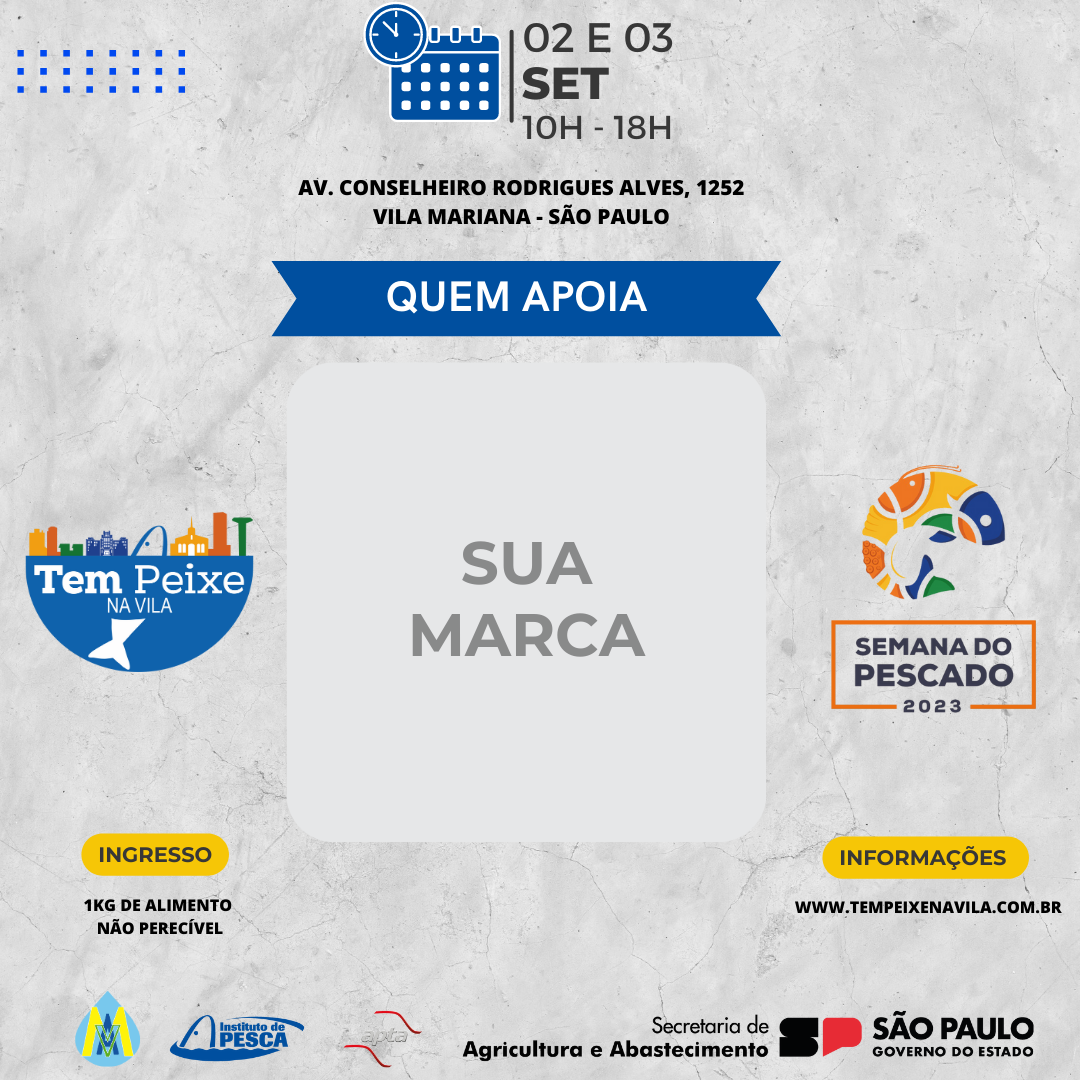 02 E 03
SET
10H - 18H
AV. CONSELHEIRO RODRIGUES ALVES, 1252
VILA MARIANA - SÃO PAULO
QUEM APOIA
SUA
MARCA
Tem Peixe
NA VILA
SEMANA DO
PESCADO
2023
INGRESSO
1KG DE ALIMENTO
NÃO PERECÍVEL
INFORMAÇÕES
WWW.TEMPEIXENAVILA.COM.BR
Instituto de
PESCA
apta
Secretaria de
Agricultura e Abastecimento
SP
SÃO PAULO
GOVERNO DO ESTADO